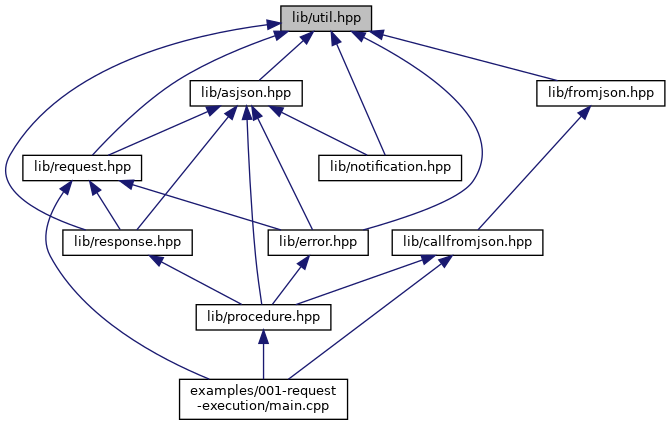 lib/util.hpp
lib/asjson.hpp
lib/fromjson.hpp
lib/request.hpp
lib/notification.hpp
lib/response.hpp
lib/error.hpp
lib/callfromjson.hpp
lib/procedure.hpp
examples/001-request
-execution/main.cpp